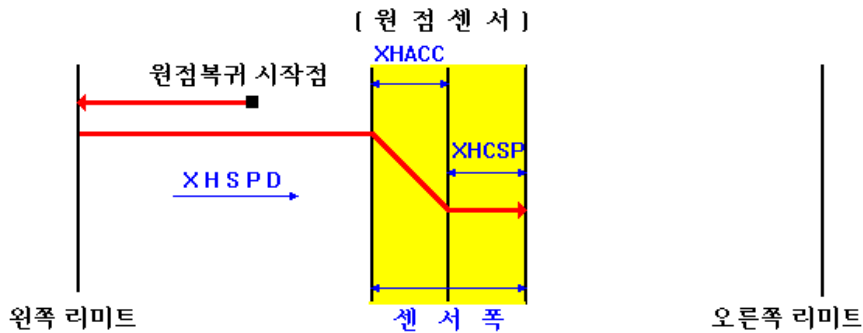 [ 원 점 센 서 ]
XHACC
원점복귀 시작점
XHCSP
X H S P D
왼쪽 리미트
센 서 폭
오른쪽 리미트